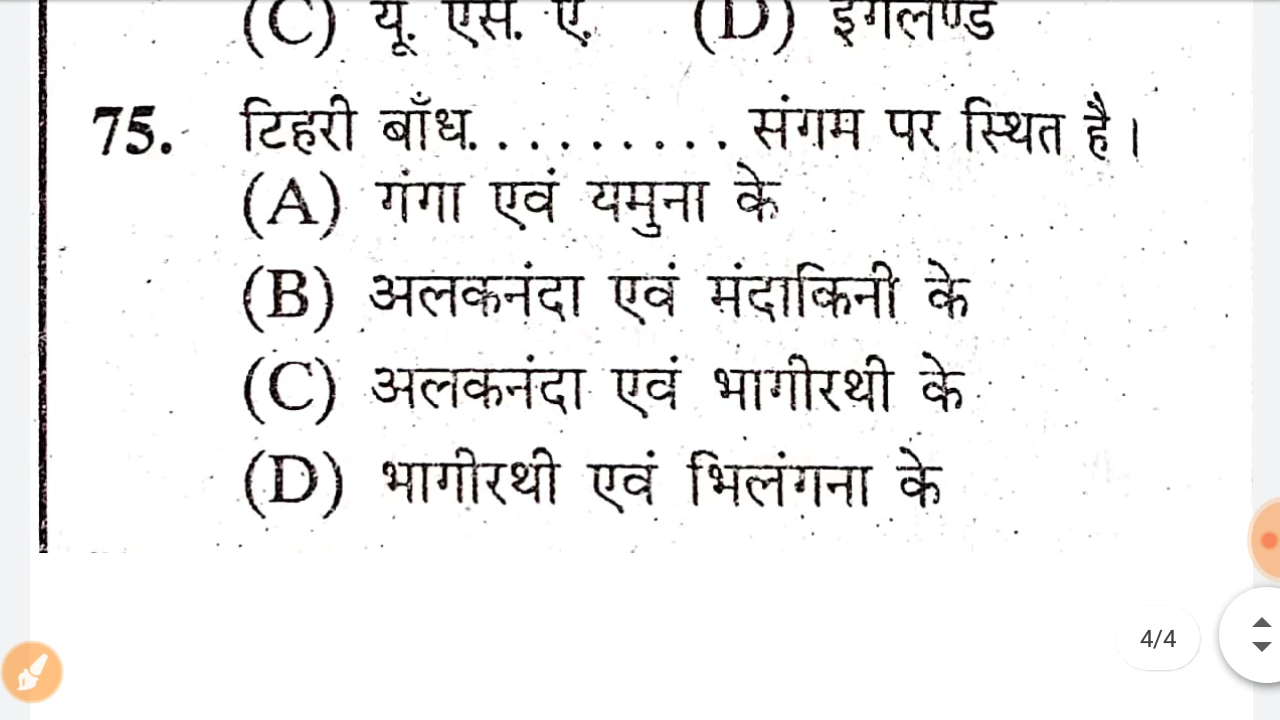 (C) यू. एस. ए. (D) इंगलैण्ड
75. टिहरी बाँध.......... संगम पर स्थित है।
(A) गंगा एवं यमुना के
(B) अलकनंदा एवं मंदाकिनी के
(C) अलकनंदा एवं भागीरथी के
(D) भागीरथी एवं भिलंगना के
4/4